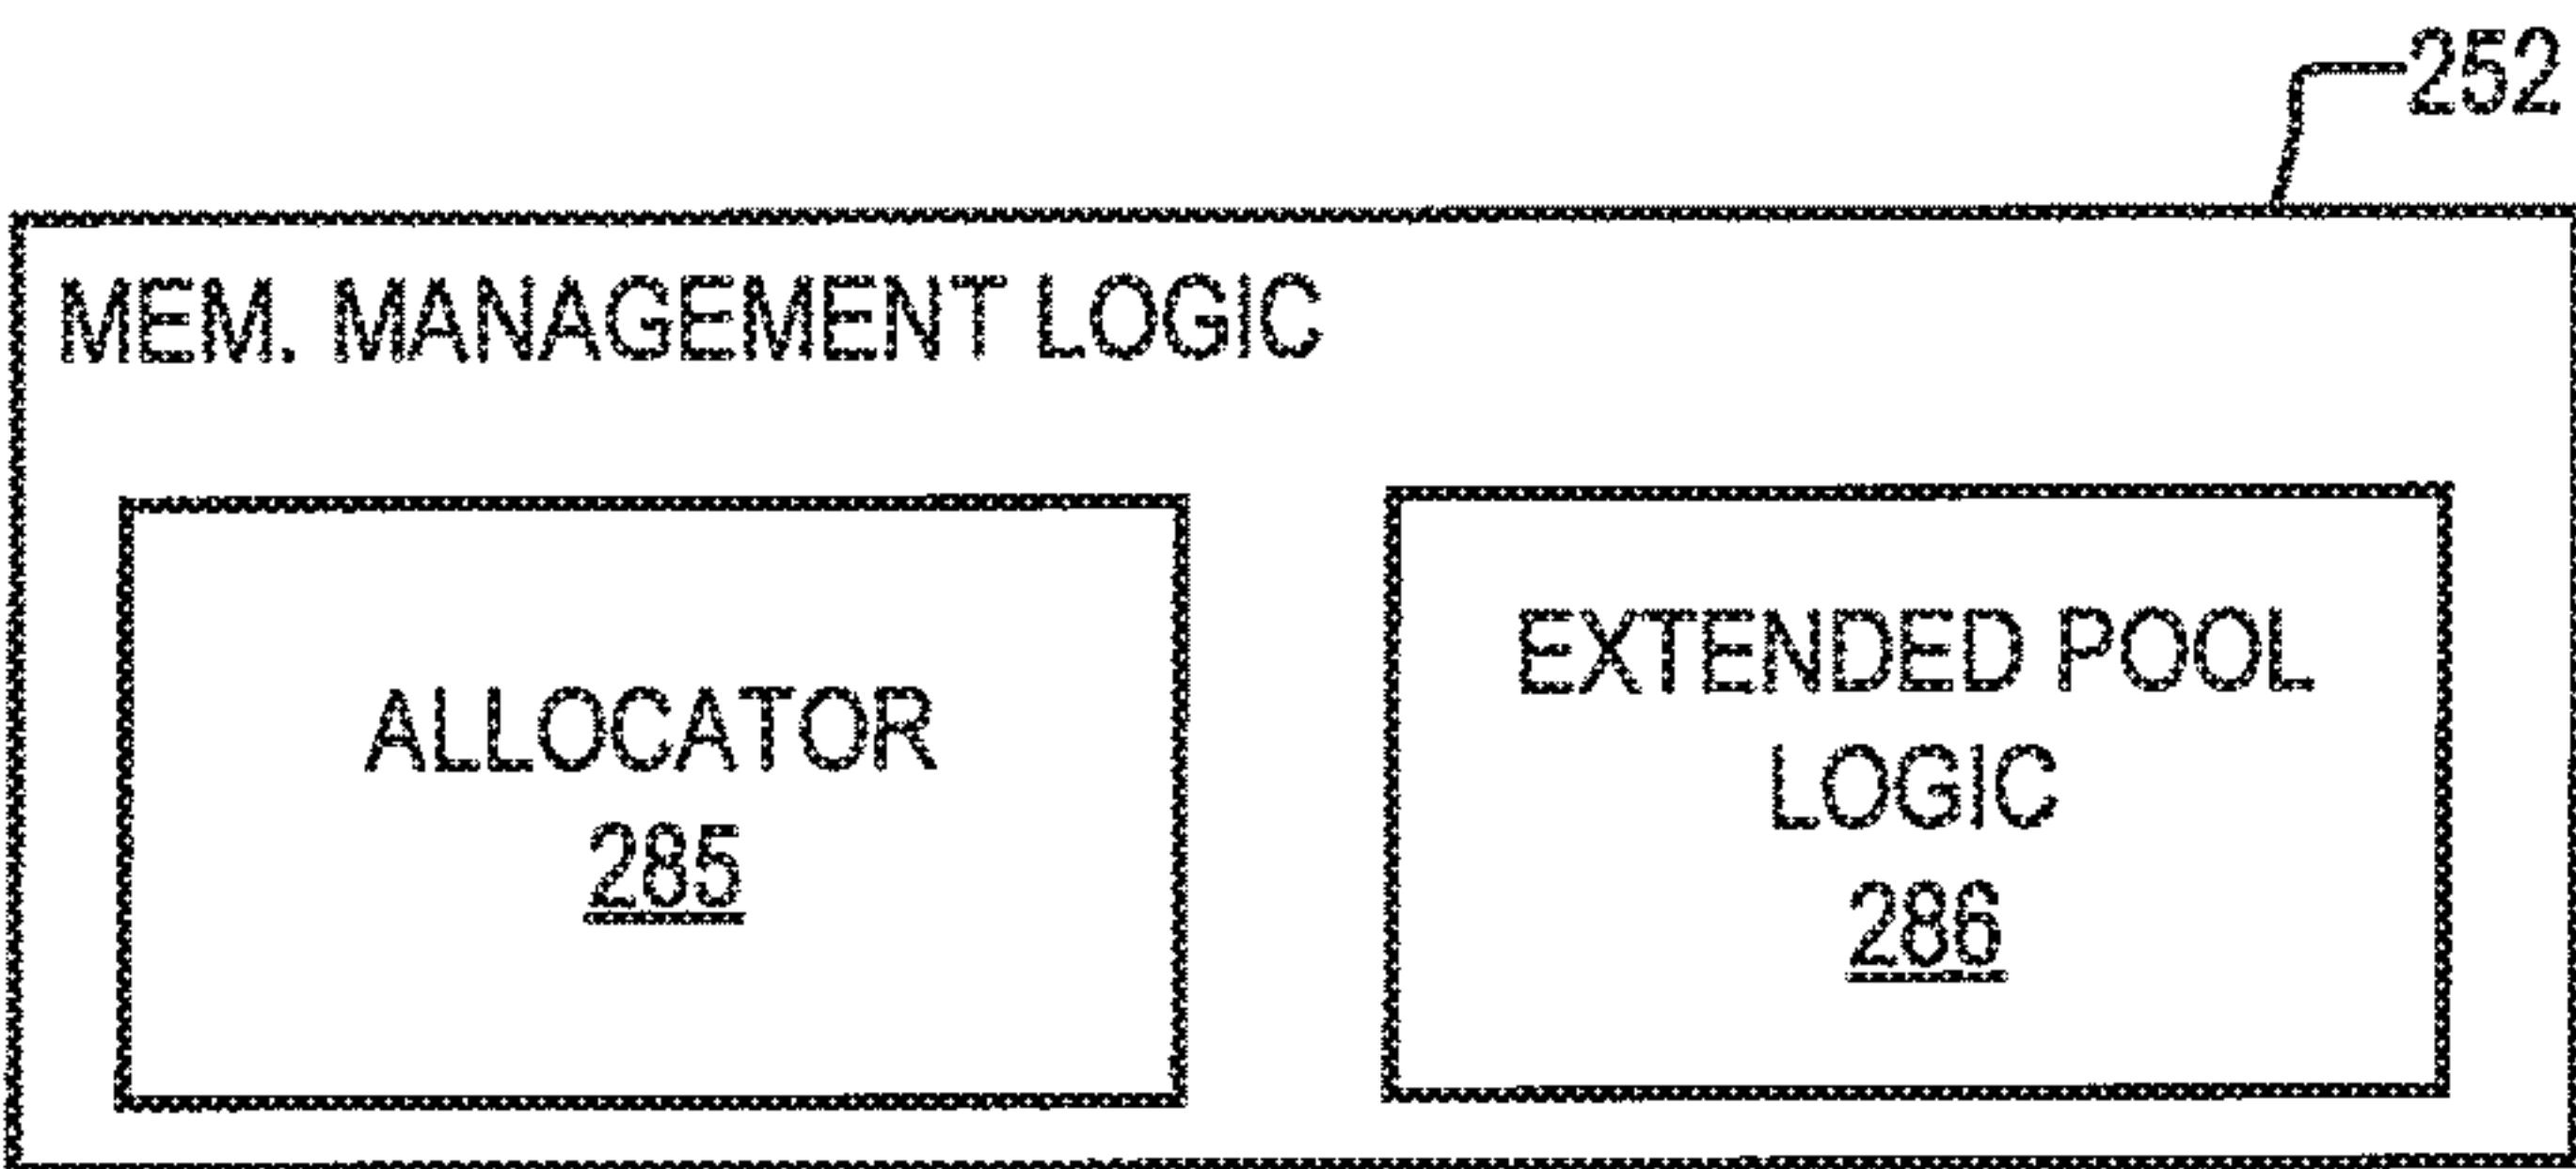 252
MEM. MANAGEMENT LOGIC
ALLOCATOR
285
EXTENDED POOL
LOGIC
286